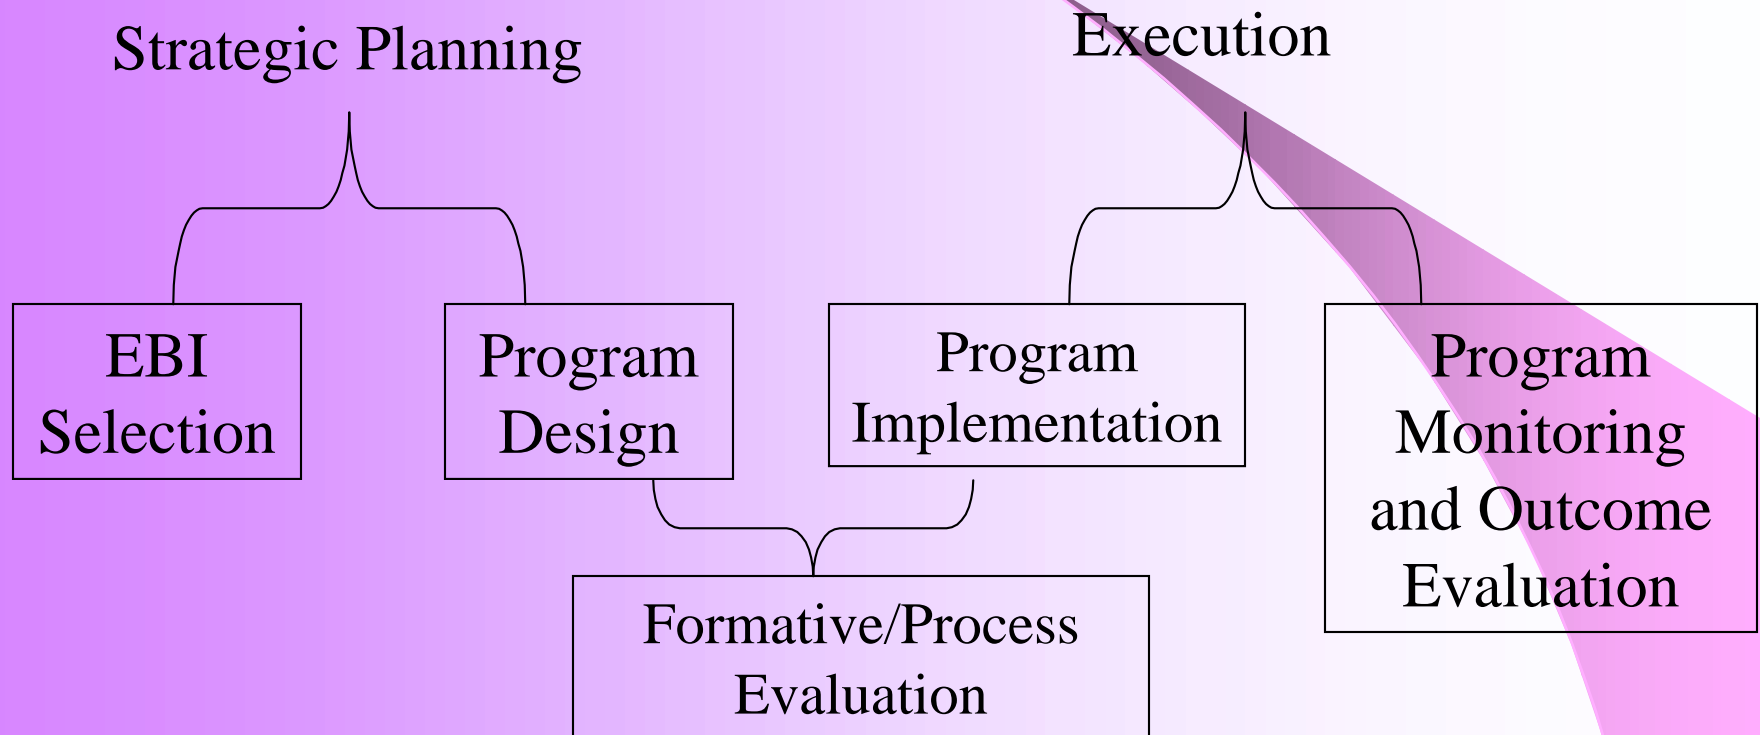 Strategic Planning
Execution
EBI
Selection
Program
Design
Program
Implementation
Program
Monitoring
and Outcome
Evaluation
Formative/Process
Evaluation